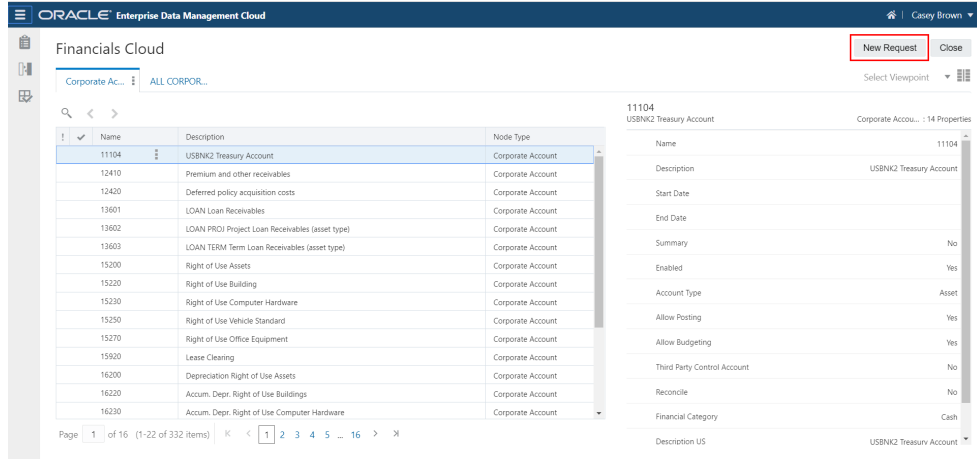 ORACLE® Enterprise Data Management Cloud Casey Brown
Financials Cloud New Request Close
Corporate Ac... ALL CORPOR... Select Viewpoint
11104
USBNK2 Treasury Account Corporate Accou... : 14 Properties
! Name Description Node Type
11104 USBNK2 Treasury Account Corporate Account
12410 Premium and other receivables Corporate Account
12420 Deferred policy acquisition costs Corporate Account
13601 LOAN Loan Receivables Corporate Account
13602 LOAN PROJ Project Loan Receivables (asset type) Corporate Account
13603 LOAN TERM Term Loan Receivables (asset type) Corporate Account
15200 Right of Use Assets Corporate Account
15220 Right of Use Building Corporate Account
15230 Right of Use Computer Hardware Corporate Account
15250 Right of Use Vehicle Standard Corporate Account
15270 Right of Use Office Equipment Corporate Account
15920 Lease Clearing Corporate Account
16200 Depreciation Right of Use Assets Corporate Account
16220 Accum. Depr. Right of Use Buildings Corporate Account
16230 Accum. Depr. Right of Use Computer Hardware Corporate Account
Page 1 of 16 (1-22 of 332 items) 1 2 3 4 5 ... 16
Name 11104
Description USBNK2 Treasury Account
Start Date
End Date
Summary No
Enabled Yes
Account Type Asset
Allow Posting Yes
Allow Budgeting Yes
Third Party Control Account No
Reconcile No
Financial Category Cash
Description US USBNK2 Treasury Account